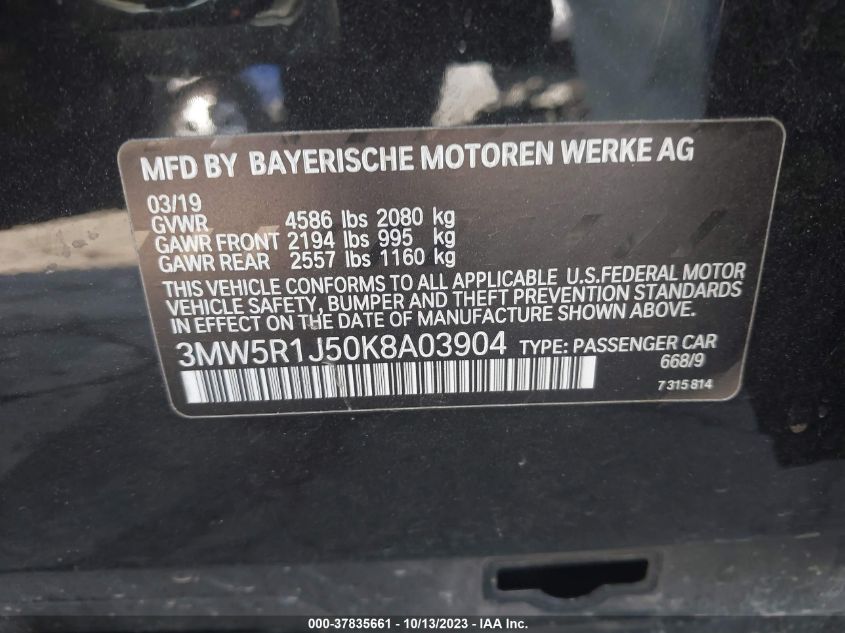 MFD BY BAYERISCHE MOTOREN WERKE AG
03/19
GVWR 4586 lbs 2080 kg
GAWR FRONT 2194 lbs 995 kg
GAWR REAR 2557 lbs 1160 kg
THIS VEHICLE CONFORMS TO ALL APPLICABLE U.S.FEDERAL MOTOR
VEHICLE SAFETY, BUMPER AND THEFT PREVENTION STANDARDS
IN EFFECT ON THE DATE OF MANUFACTURE SHOWN ABOVE.
3MW5R1J50K8A03904 TYPE: PASSENGER CAR
668/9
7 315 814
000-37835661 - 10/13/2023 - IAA Inc.